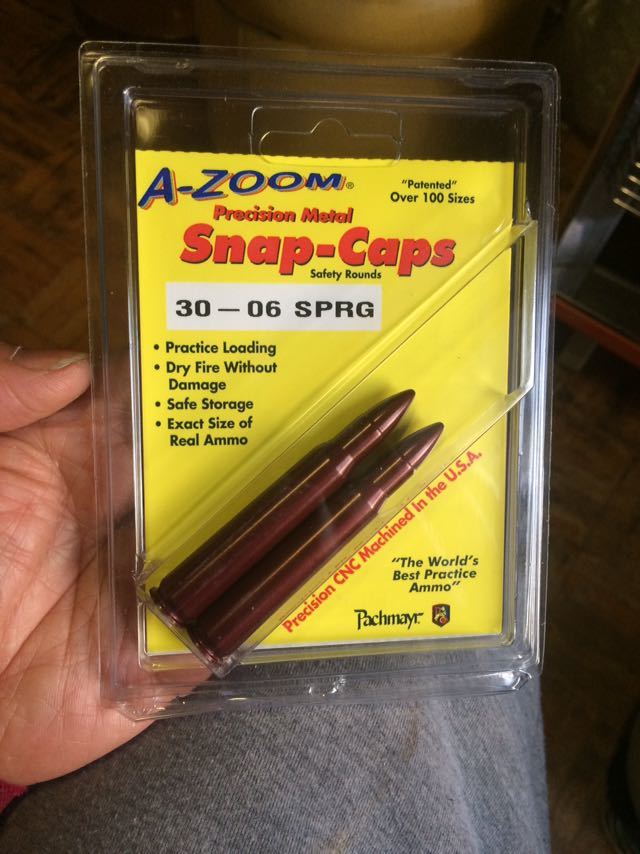 A-ZOOM®
"Patented"
Over 100 Sizes
Precision Metal
Snap-Caps
Safety Rounds
30 – 06 SPRG
• Practice Loading
• Dry Fire Without
Damage
• Safe Storage
• Exact Size of
Real Ammo
Precision CNC Machined In the U.S.A.
"The World's
Best Practice
Ammo"
Pachmayr